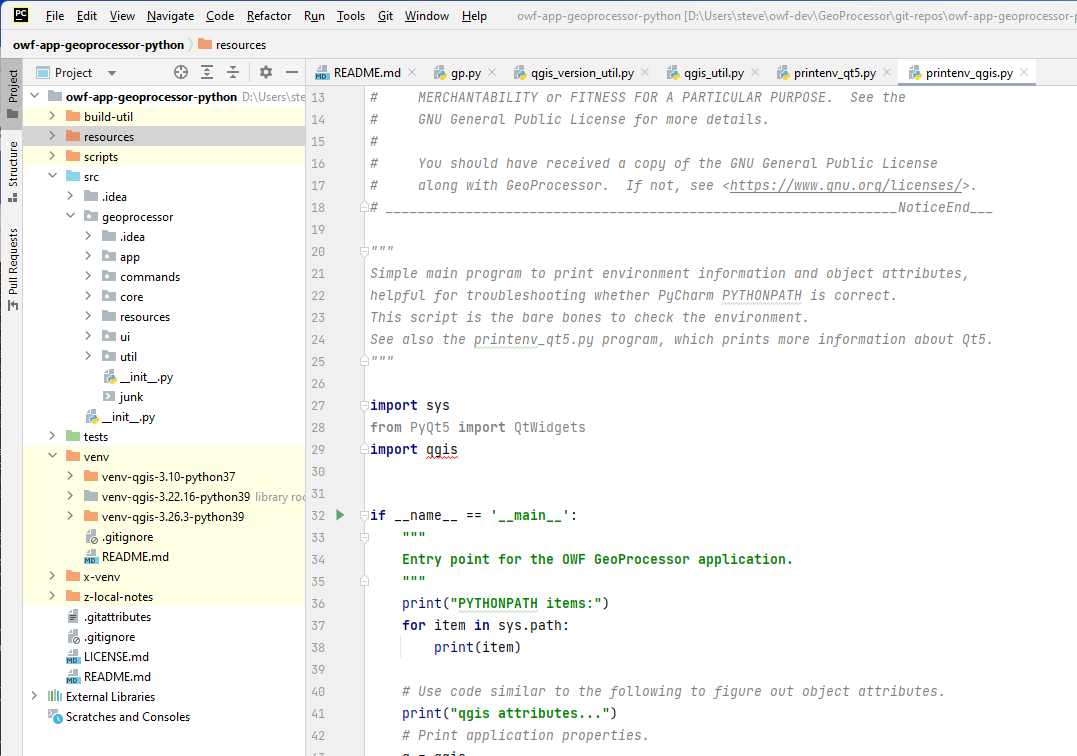 PC File Edit View Navigate Code Refactor Run Tools Git Window Help owf-app-geoprocessor-python [D:\Users\steve\owf-dev\GeoProcessor\git-repos\owf-app-geoprocessor-p
owf-app-geoprocessor-python resources
Project README.md gp.py qgis_version_util.py qgis_util.py printenv_qt5.py printenv_qgis.py
Project
Structure
Pull Requests
owf-app-geoprocessor-python D:\Users\ste
build-util
resources
scripts
src
.idea
geoprocessor
.idea
app
commands
core
resources
ui
util
__init__.py
junk
__init__.py
tests
venv
venv-qgis-3.10-python37
venv-qgis-3.22.16-python39 library roo
venv-qgis-3.26.3-python39
.gitignore
README.md
x-venv
z-local-notes
.gitattributes
.gitignore
LICENSE.md
README.md
External Libraries
Scratches and Consoles
13 # MERCHANTABILITY or FITNESS FOR A PARTICULAR PURPOSE. See the
14 # GNU General Public License for more details.
15 #
16 # You should have received a copy of the GNU General Public License
17 # along with GeoProcessor. If not, see <https://www.gnu.org/licenses/>.
18 # ________________________________________________________________NoticeEnd___
19
20 """
21 Simple main program to print environment information and object attributes,
22 helpful for troubleshooting whether PyCharm PYTHONPATH is correct.
23 This script is the bare bones to check the environment.
24 See also the printenv_qt5.py program, which prints more information about Qt5.
25 """
26
27 import sys
28 from PyQt5 import QtWidgets
29 import qgis
30
31
32 if __name__ == '__main__':
33 """
34 Entry point for the OWF GeoProcessor application.
35 """
36 print("PYTHONPATH items:")
37 for item in sys.path:
38 print(item)
39
40 # Use code similar to the following to figure out object attributes.
41 print("qgis attributes...")
42 # Print application properties.